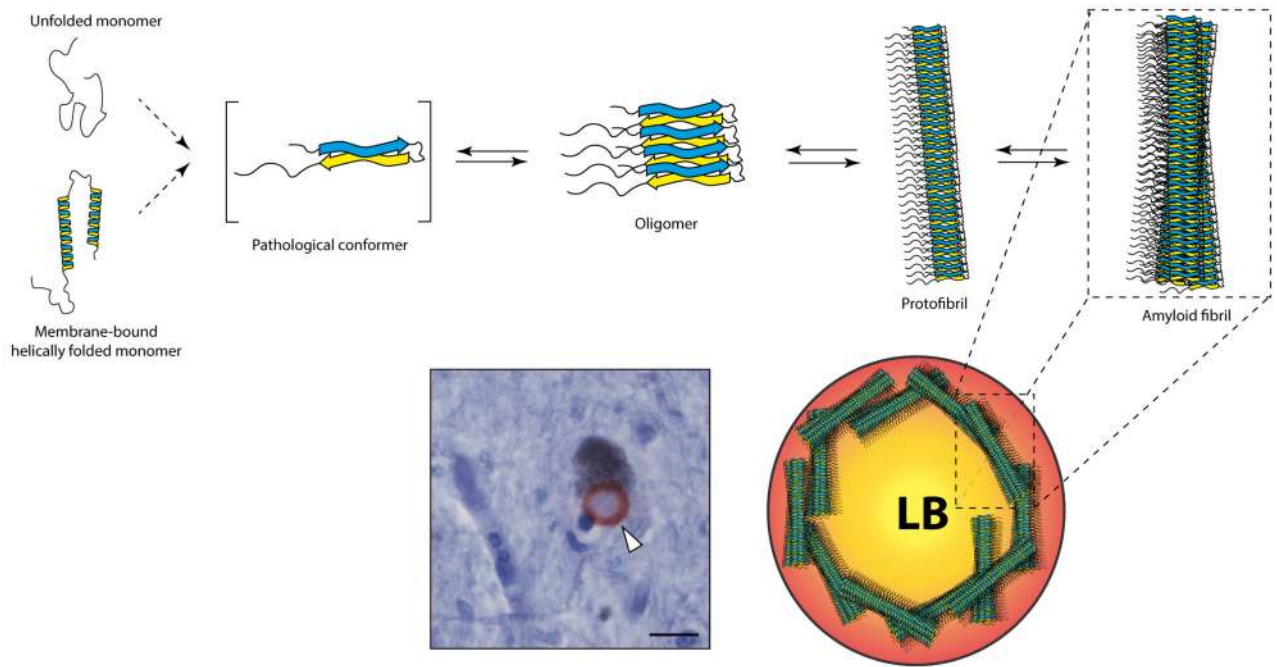 Unfolded monomer
Membrane-bound
helically folded monomer
Pathological conformer
Oligomer
Protofibril
Amyloid fibril
LB